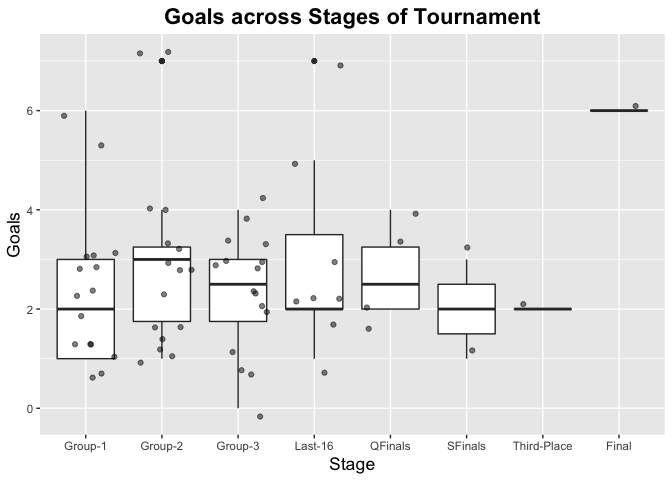 Goals across Stages of Tournament
Goals
6
4
2
0
Group-1 Group-2 Group-3 Last-16 QFinals SFinals Third-Place Final
Stage